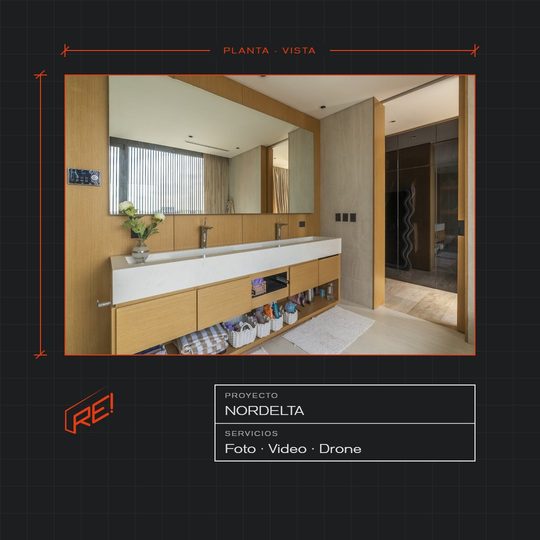 PLANTA · VISTA
RE!
PROYECTO
NORDELTA
SERVICIOS
Foto · Video · Drone